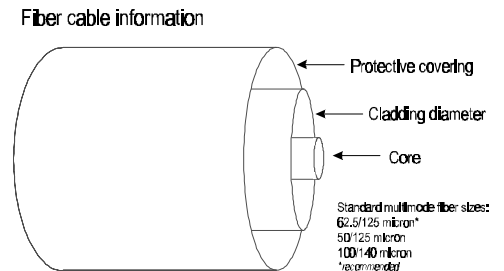 Fiber cable information
Protective covering
Cladding diameter
Core
Standard multimode fiber sizes:
62.5/125 micron*
50/125 micron
100/140 micron
*recommended